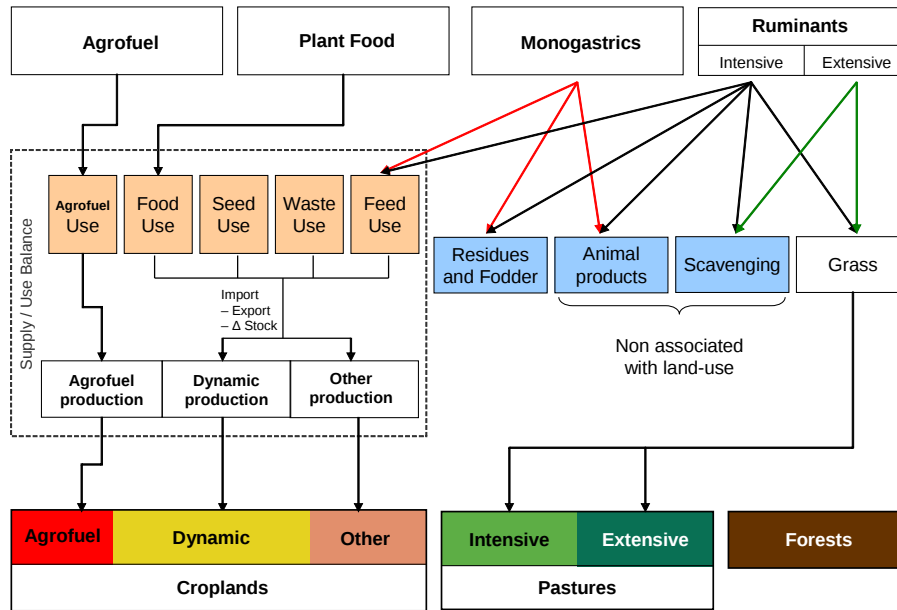 Agrofuel
Plant Food
Monogastrics
Ruminants
Intensive
Extensive
Supply / Use Balance
Agrofuel
Use
Food
Use
Seed
Use
Waste
Use
Feed
Use
Residues
and Fodder
Animal
products
Scavenging
Grass
Import
– Export
– Δ Stock
Non associated
with land-use
Agrofuel
production
Dynamic
production
Other
production
Agrofuel
Dynamic
Other
Croplands
Intensive
Extensive
Pastures
Forests